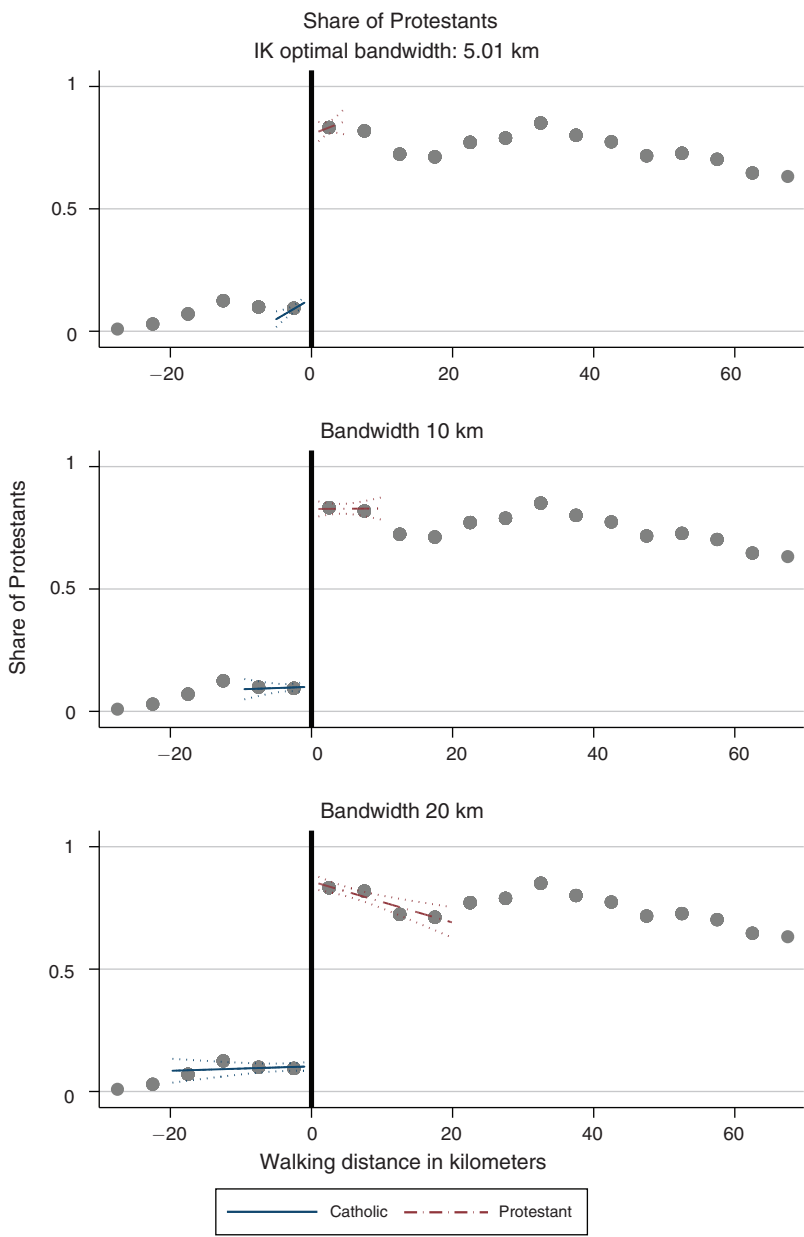 Share of Protestants
IK optimal bandwidth: 5.01 km
1
0.5
0
−20 0 20 40 60
Bandwidth 10 km
1
0.5
0
−20 0 20 40 60
Share of Protestants
Bandwidth 20 km
1
0.5
0
−20 0 20 40 60
Walking distance in kilometers
Catholic Protestant